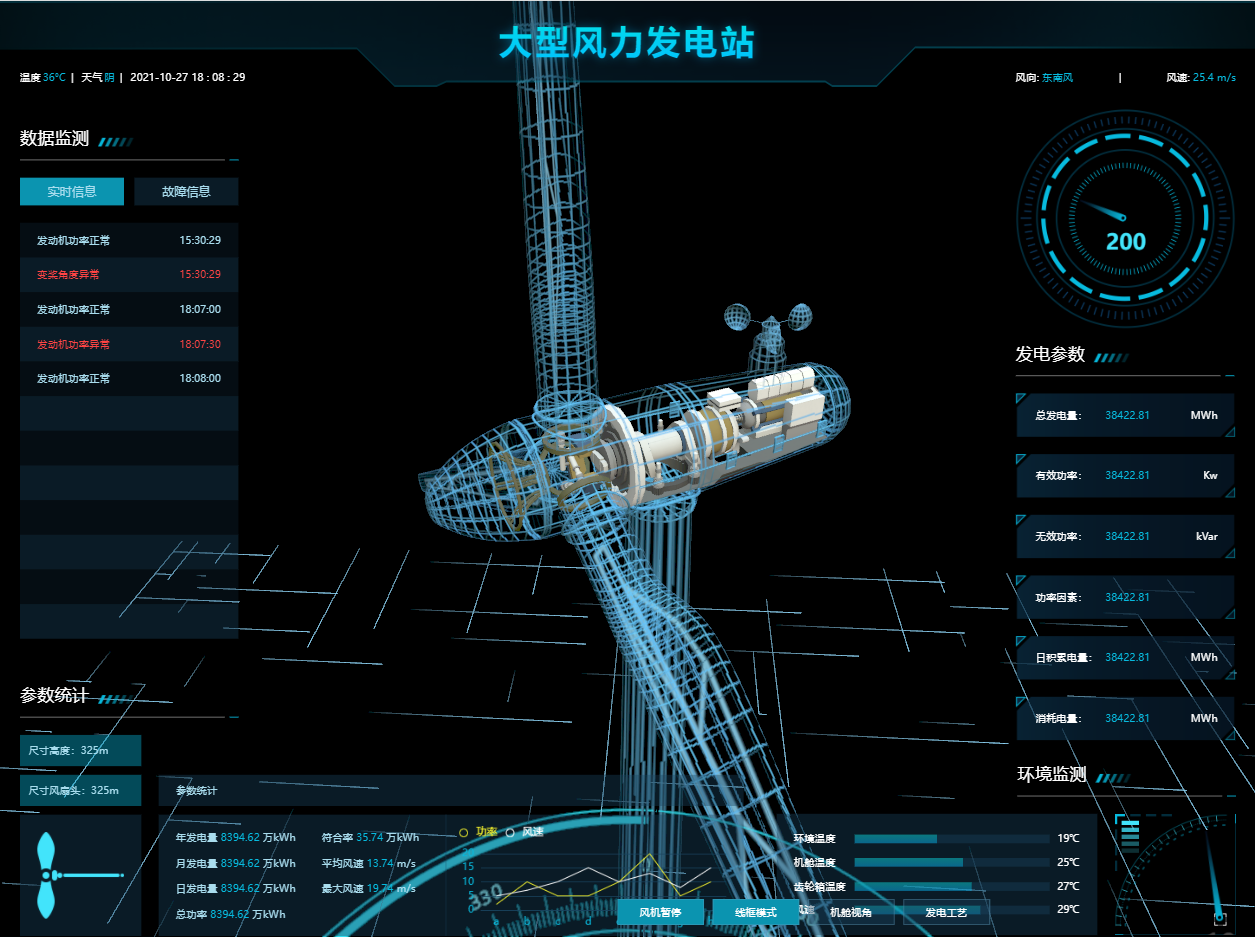 大型风力发电站
温度 36℃ | 天气 阴 | 2021-10-27 18 : 08 : 29
风向: 东南风 | 风速: 25.4 m/s
数据监测
实时信息 故障信息
发动机功率正常 15:30:29
变桨角度异常 15:30:29
发动机功率正常 18:07:00
发动机功率异常 18:07:30
发动机功率正常 18:08:00
200
发电参数
总发电量： 38422.81 MWh
有效功率： 38422.81 Kw
无效功率： 38422.81 kVar
功率因素： 38422.81
日积累电量： 38422.81 MWh
消耗电量： 38422.81 MWh
参数统计
尺寸高度：325m
尺寸风扇头：325m
参数统计
年发电量 8394.62 万kWh 符合率 35.74 万kWh
月发电量 8394.62 万kWh 平均风速 13.74 m/s
日发电量 8394.62 万kWh 最大风速 19.74 m/s
总功率 8394.62 万kWh
功率 风速
20
15
10
5
0
a b c d
330
风机暂停 线框模式 机舱视角 发电工艺
环境监测
环境温度 19℃
机舱温度 25℃
齿轮箱温度 27℃
风速 29℃